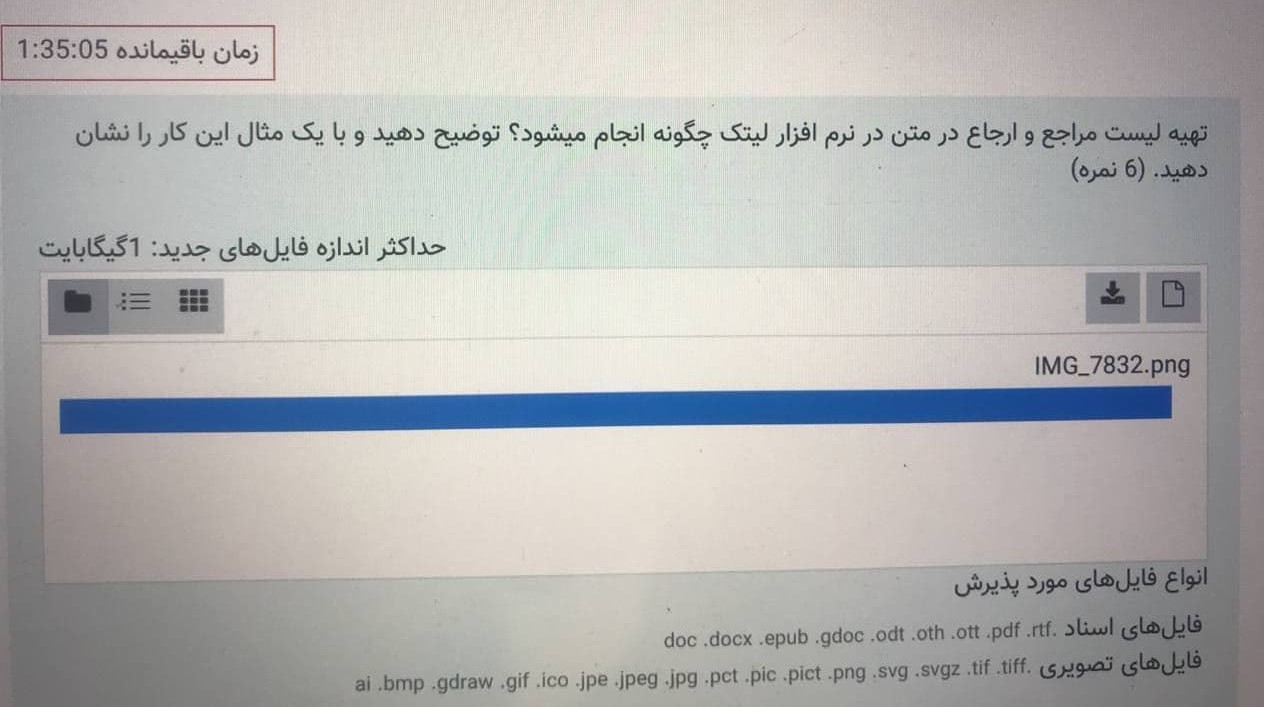 زمان باقیمانده 1:35:05
تهیه لیست مراجع و ارجاع در متن در نرم افزار لیتک چگونه انجام میشود؟ توضیح دهید و با یک مثال این کار را نشان
دهید. (6 نمره)
حداکثر اندازه فایل‌های جدید: 1گیگابایت
IMG_7832.png
انواع فایل‌های مورد پذیرش
فایل‌های اسناد .doc .docx .epub .gdoc .odt .oth .ott .pdf .rtf
فایل‌های تصویری .ai .bmp .gdraw .gif .ico .jpe .jpeg .jpg .pct .pic .pict .png .svg .svgz .tif .tiff